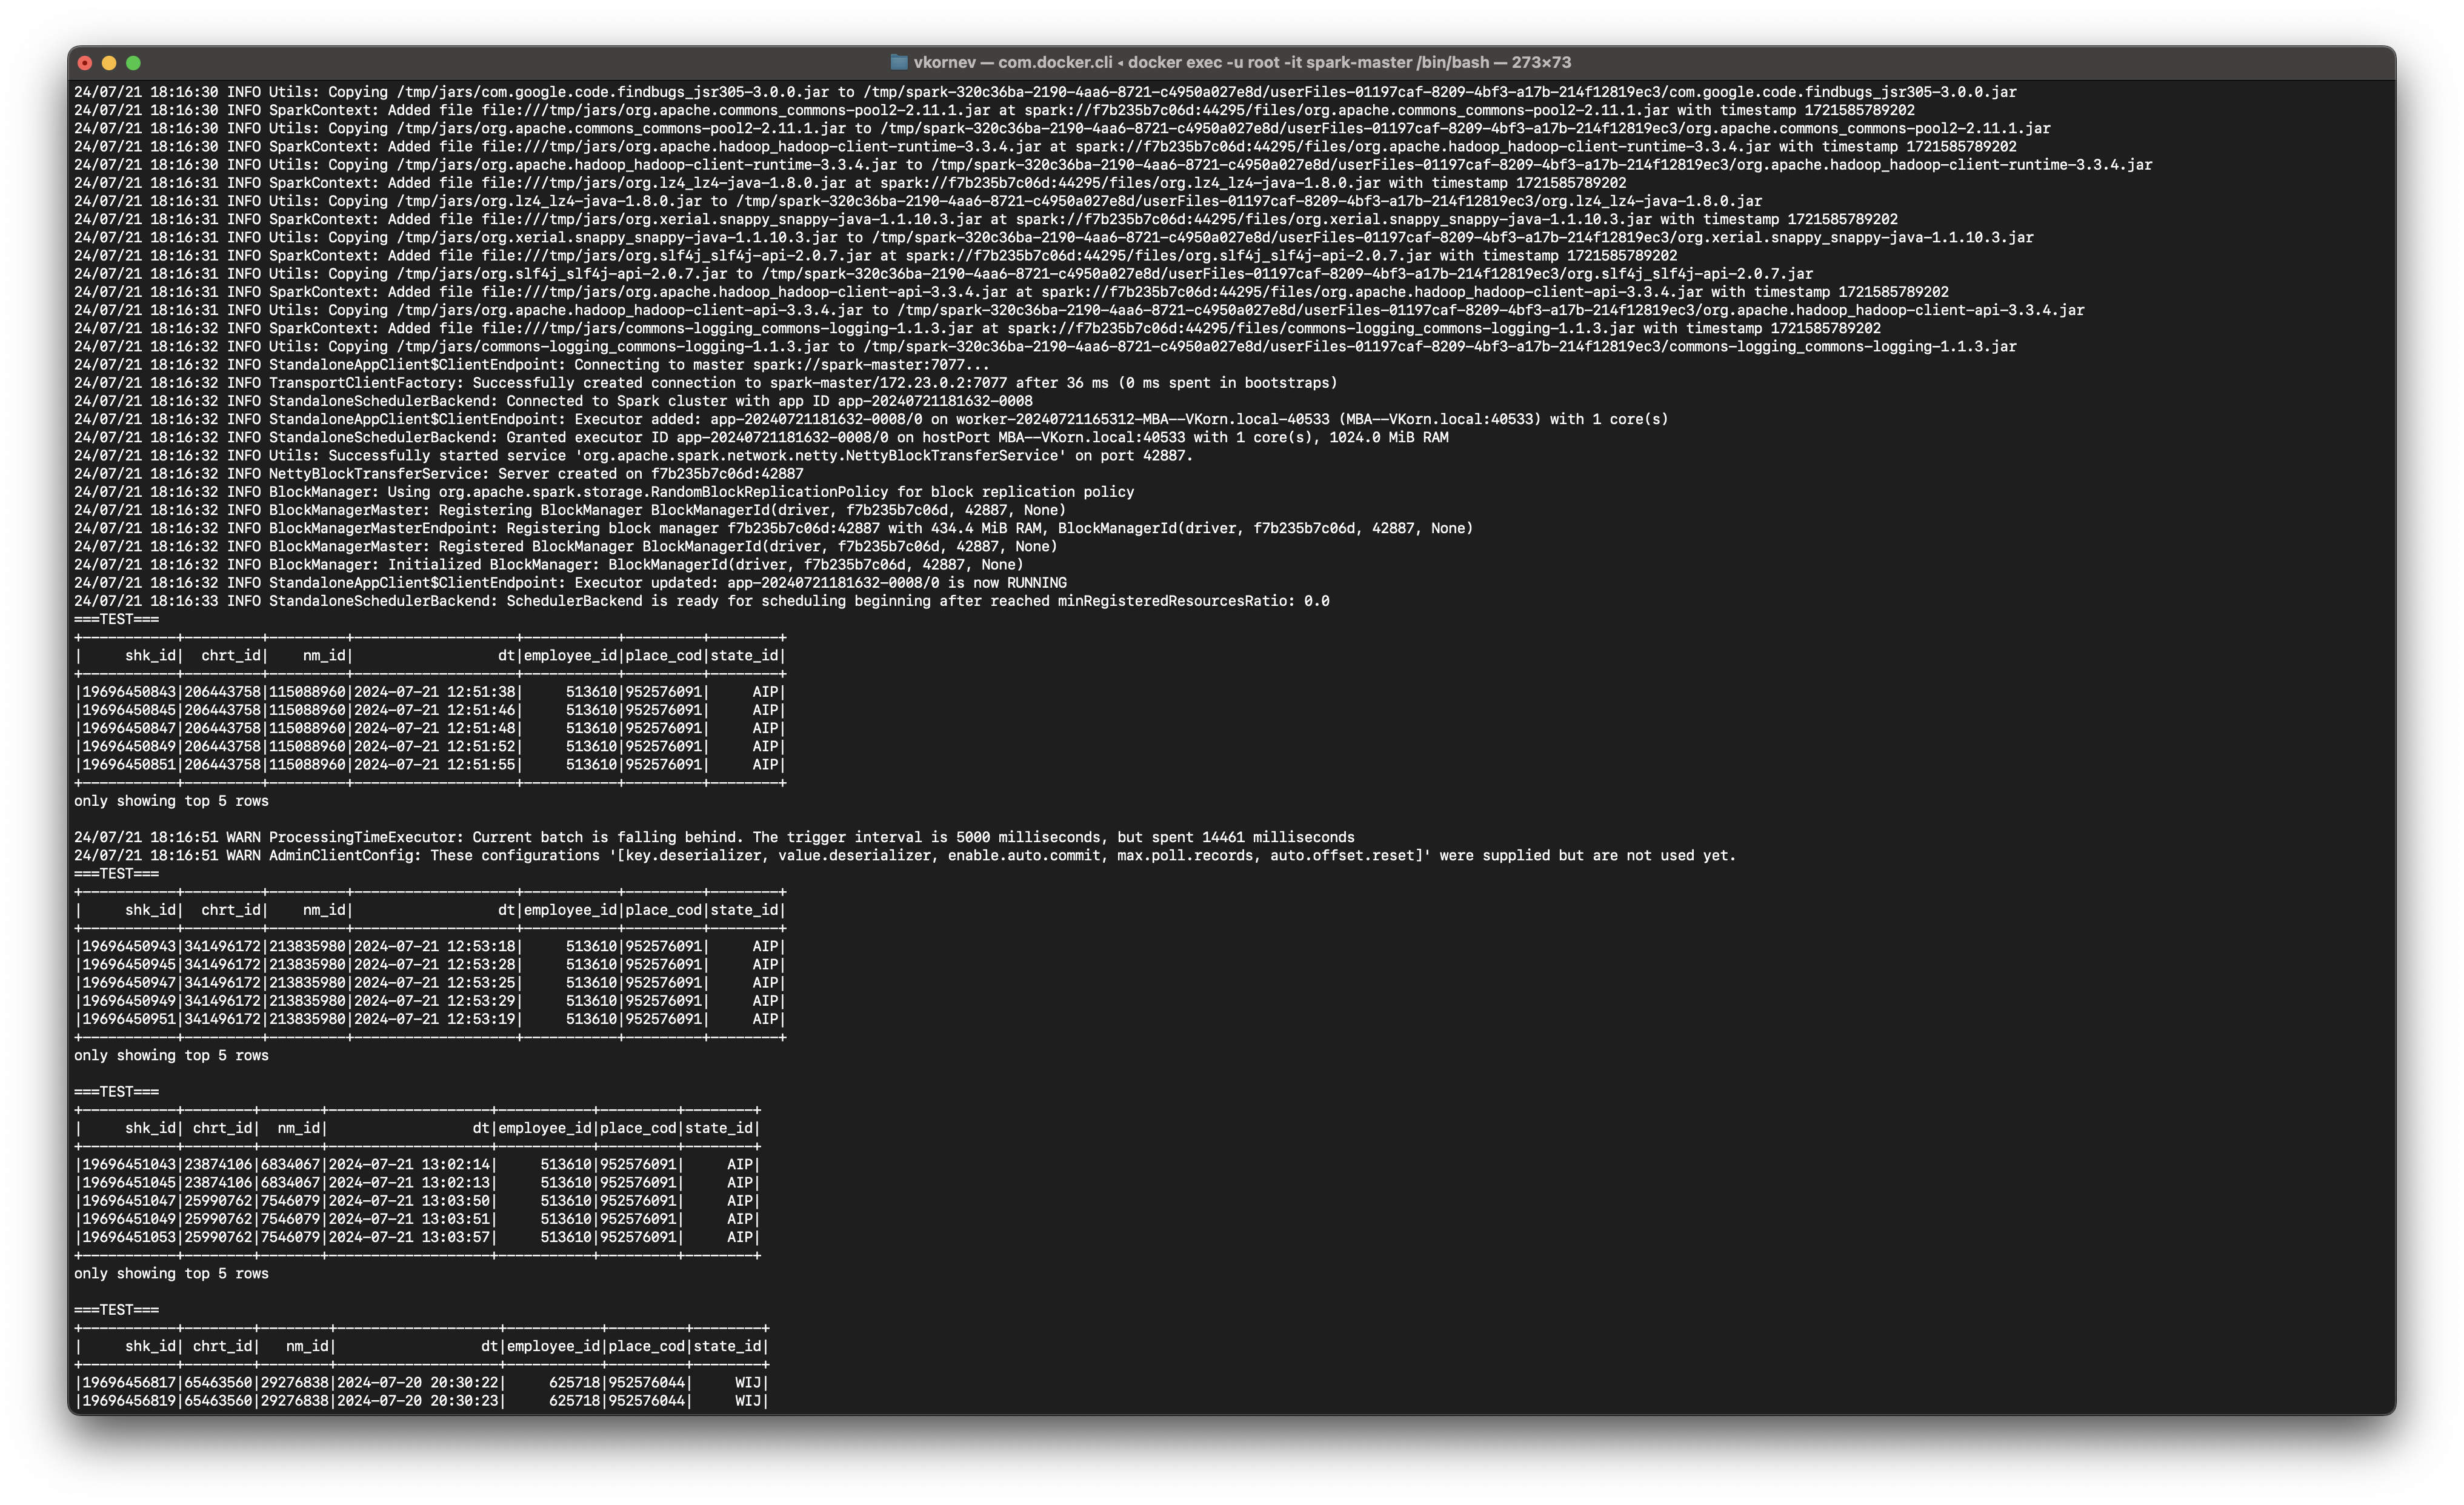 vkornev — com.docker.cli ◂ docker exec -u root -it spark-master /bin/bash — 273×73
24/07/21 18:16:30 INFO Utils: Copying /tmp/jars/com.google.code.findbugs_jsr305-3.0.0.jar to /tmp/spark-320c36ba-2190-4aa6-8721-c4950a027e8d/userFiles-01197caf-8209-4bf3-a17b-214f12819ec3/com.google.code.findbugs_jsr305-3.0.0.jar
24/07/21 18:16:30 INFO SparkContext: Added file file:///tmp/jars/org.apache.commons_commons-pool2-2.11.1.jar at spark://f7b235b7c06d:44295/files/org.apache.commons_commons-pool2-2.11.1.jar with timestamp 1721585789202
24/07/21 18:16:30 INFO Utils: Copying /tmp/jars/org.apache.commons_commons-pool2-2.11.1.jar to /tmp/spark-320c36ba-2190-4aa6-8721-c4950a027e8d/userFiles-01197caf-8209-4bf3-a17b-214f12819ec3/org.apache.commons_commons-pool2-2.11.1.jar
24/07/21 18:16:30 INFO SparkContext: Added file file:///tmp/jars/org.apache.hadoop_hadoop-client-runtime-3.3.4.jar at spark://f7b235b7c06d:44295/files/org.apache.hadoop_hadoop-client-runtime-3.3.4.jar with timestamp 1721585789202
24/07/21 18:16:30 INFO Utils: Copying /tmp/jars/org.apache.hadoop_hadoop-client-runtime-3.3.4.jar to /tmp/spark-320c36ba-2190-4aa6-8721-c4950a027e8d/userFiles-01197caf-8209-4bf3-a17b-214f12819ec3/org.apache.hadoop_hadoop-client-runtime-3.3.4.jar
24/07/21 18:16:31 INFO SparkContext: Added file file:///tmp/jars/org.lz4_lz4-java-1.8.0.jar at spark://f7b235b7c06d:44295/files/org.lz4_lz4-java-1.8.0.jar with timestamp 1721585789202
24/07/21 18:16:31 INFO Utils: Copying /tmp/jars/org.lz4_lz4-java-1.8.0.jar to /tmp/spark-320c36ba-2190-4aa6-8721-c4950a027e8d/userFiles-01197caf-8209-4bf3-a17b-214f12819ec3/org.lz4_lz4-java-1.8.0.jar
24/07/21 18:16:31 INFO SparkContext: Added file file:///tmp/jars/org.xerial.snappy_snappy-java-1.1.10.3.jar at spark://f7b235b7c06d:44295/files/org.xerial.snappy_snappy-java-1.1.10.3.jar with timestamp 1721585789202
24/07/21 18:16:31 INFO Utils: Copying /tmp/jars/org.xerial.snappy_snappy-java-1.1.10.3.jar to /tmp/spark-320c36ba-2190-4aa6-8721-c4950a027e8d/userFiles-01197caf-8209-4bf3-a17b-214f12819ec3/org.xerial.snappy_snappy-java-1.1.10.3.jar
24/07/21 18:16:31 INFO SparkContext: Added file file:///tmp/jars/org.slf4j_slf4j-api-2.0.7.jar at spark://f7b235b7c06d:44295/files/org.slf4j_slf4j-api-2.0.7.jar with timestamp 1721585789202
24/07/21 18:16:31 INFO Utils: Copying /tmp/jars/org.slf4j_slf4j-api-2.0.7.jar to /tmp/spark-320c36ba-2190-4aa6-8721-c4950a027e8d/userFiles-01197caf-8209-4bf3-a17b-214f12819ec3/org.slf4j_slf4j-api-2.0.7.jar
24/07/21 18:16:31 INFO SparkContext: Added file file:///tmp/jars/org.apache.hadoop_hadoop-client-api-3.3.4.jar at spark://f7b235b7c06d:44295/files/org.apache.hadoop_hadoop-client-api-3.3.4.jar with timestamp 1721585789202
24/07/21 18:16:31 INFO Utils: Copying /tmp/jars/org.apache.hadoop_hadoop-client-api-3.3.4.jar to /tmp/spark-320c36ba-2190-4aa6-8721-c4950a027e8d/userFiles-01197caf-8209-4bf3-a17b-214f12819ec3/org.apache.hadoop_hadoop-client-api-3.3.4.jar
24/07/21 18:16:32 INFO SparkContext: Added file file:///tmp/jars/commons-logging_commons-logging-1.1.3.jar at spark://f7b235b7c06d:44295/files/commons-logging_commons-logging-1.1.3.jar with timestamp 1721585789202
24/07/21 18:16:32 INFO Utils: Copying /tmp/jars/commons-logging_commons-logging-1.1.3.jar to /tmp/spark-320c36ba-2190-4aa6-8721-c4950a027e8d/userFiles-01197caf-8209-4bf3-a17b-214f12819ec3/commons-logging_commons-logging-1.1.3.jar
24/07/21 18:16:32 INFO StandaloneAppClient$ClientEndpoint: Connecting to master spark://spark-master:7077...
24/07/21 18:16:32 INFO TransportClientFactory: Successfully created connection to spark-master/172.23.0.2:7077 after 36 ms (0 ms spent in bootstraps)
24/07/21 18:16:32 INFO StandaloneSchedulerBackend: Connected to Spark cluster with app ID app-20240721181632-0008
24/07/21 18:16:32 INFO StandaloneAppClient$ClientEndpoint: Executor added: app-20240721181632-0008/0 on worker-20240721165312-MBA--VKorn.local-40533 (MBA--VKorn.local:40533) with 1 core(s)
24/07/21 18:16:32 INFO StandaloneSchedulerBackend: Granted executor ID app-20240721181632-0008/0 on hostPort MBA--VKorn.local:40533 with 1 core(s), 1024.0 MiB RAM
24/07/21 18:16:32 INFO Utils: Successfully started service 'org.apache.spark.network.netty.NettyBlockTransferService' on port 42887.
24/07/21 18:16:32 INFO NettyBlockTransferService: Server created on f7b235b7c06d:42887
24/07/21 18:16:32 INFO BlockManager: Using org.apache.spark.storage.RandomBlockReplicationPolicy for block replication policy
24/07/21 18:16:32 INFO BlockManagerMaster: Registering BlockManager BlockManagerId(driver, f7b235b7c06d, 42887, None)
24/07/21 18:16:32 INFO BlockManagerMasterEndpoint: Registering block manager f7b235b7c06d:42887 with 434.4 MiB RAM, BlockManagerId(driver, f7b235b7c06d, 42887, None)
24/07/21 18:16:32 INFO BlockManagerMaster: Registered BlockManager BlockManagerId(driver, f7b235b7c06d, 42887, None)
24/07/21 18:16:32 INFO BlockManager: Initialized BlockManager: BlockManagerId(driver, f7b235b7c06d, 42887, None)
24/07/21 18:16:32 INFO StandaloneAppClient$ClientEndpoint: Executor updated: app-20240721181632-0008/0 is now RUNNING
24/07/21 18:16:33 INFO StandaloneSchedulerBackend: SchedulerBackend is ready for scheduling beginning after reached minRegisteredResourcesRatio: 0.0
===TEST===
+-----------+---------+---------+-------------------+-----------+---------+--------+
|     shk_id|  chrt_id|    nm_id|                 dt|employee_id|place_cod|state_id|
+-----------+---------+---------+-------------------+-----------+---------+--------+
|19696450843|206443758|115088960|2024-07-21 12:51:38|     513610|952576091|     AIP|
|19696450845|206443758|115088960|2024-07-21 12:51:46|     513610|952576091|     AIP|
|19696450847|206443758|115088960|2024-07-21 12:51:48|     513610|952576091|     AIP|
|19696450849|206443758|115088960|2024-07-21 12:51:52|     513610|952576091|     AIP|
|19696450851|206443758|115088960|2024-07-21 12:51:55|     513610|952576091|     AIP|
+-----------+---------+---------+-------------------+-----------+---------+--------+
only showing top 5 rows
24/07/21 18:16:51 WARN ProcessingTimeExecutor: Current batch is falling behind. The trigger interval is 5000 milliseconds, but spent 14461 milliseconds
24/07/21 18:16:51 WARN AdminClientConfig: These configurations '[key.deserializer, value.deserializer, enable.auto.commit, max.poll.records, auto.offset.reset]' were supplied but are not used yet.
===TEST===
+-----------+---------+---------+-------------------+-----------+---------+--------+
|     shk_id|  chrt_id|    nm_id|                 dt|employee_id|place_cod|state_id|
+-----------+---------+---------+-------------------+-----------+---------+--------+
|19696450943|341496172|213835980|2024-07-21 12:53:18|     513610|952576091|     AIP|
|19696450945|341496172|213835980|2024-07-21 12:53:28|     513610|952576091|     AIP|
|19696450947|341496172|213835980|2024-07-21 12:53:25|     513610|952576091|     AIP|
|19696450949|341496172|213835980|2024-07-21 12:53:29|     513610|952576091|     AIP|
|19696450951|341496172|213835980|2024-07-21 12:53:19|     513610|952576091|     AIP|
+-----------+---------+---------+-------------------+-----------+---------+--------+
only showing top 5 rows
===TEST===
+-----------+--------+-------+-------------------+-----------+---------+--------+
|     shk_id| chrt_id|  nm_id|                 dt|employee_id|place_cod|state_id|
+-----------+--------+-------+-------------------+-----------+---------+--------+
|19696451043|23874106|6834067|2024-07-21 13:02:14|     513610|952576091|     AIP|
|19696451045|23874106|6834067|2024-07-21 13:02:13|     513610|952576091|     AIP|
|19696451047|25990762|7546079|2024-07-21 13:03:50|     513610|952576091|     AIP|
|19696451049|25990762|7546079|2024-07-21 13:03:51|     513610|952576091|     AIP|
|19696451053|25990762|7546079|2024-07-21 13:03:57|     513610|952576091|     AIP|
+-----------+--------+-------+-------------------+-----------+---------+--------+
only showing top 5 rows
===TEST===
+-----------+--------+--------+-------------------+-----------+---------+--------+
|     shk_id| chrt_id|   nm_id|                 dt|employee_id|place_cod|state_id|
+-----------+--------+--------+-------------------+-----------+---------+--------+
|19696456817|65463560|29276838|2024-07-20 20:30:22|     625718|952576044|     WIJ|
|19696456819|65463560|29276838|2024-07-20 20:30:23|     625718|952576044|     WIJ|